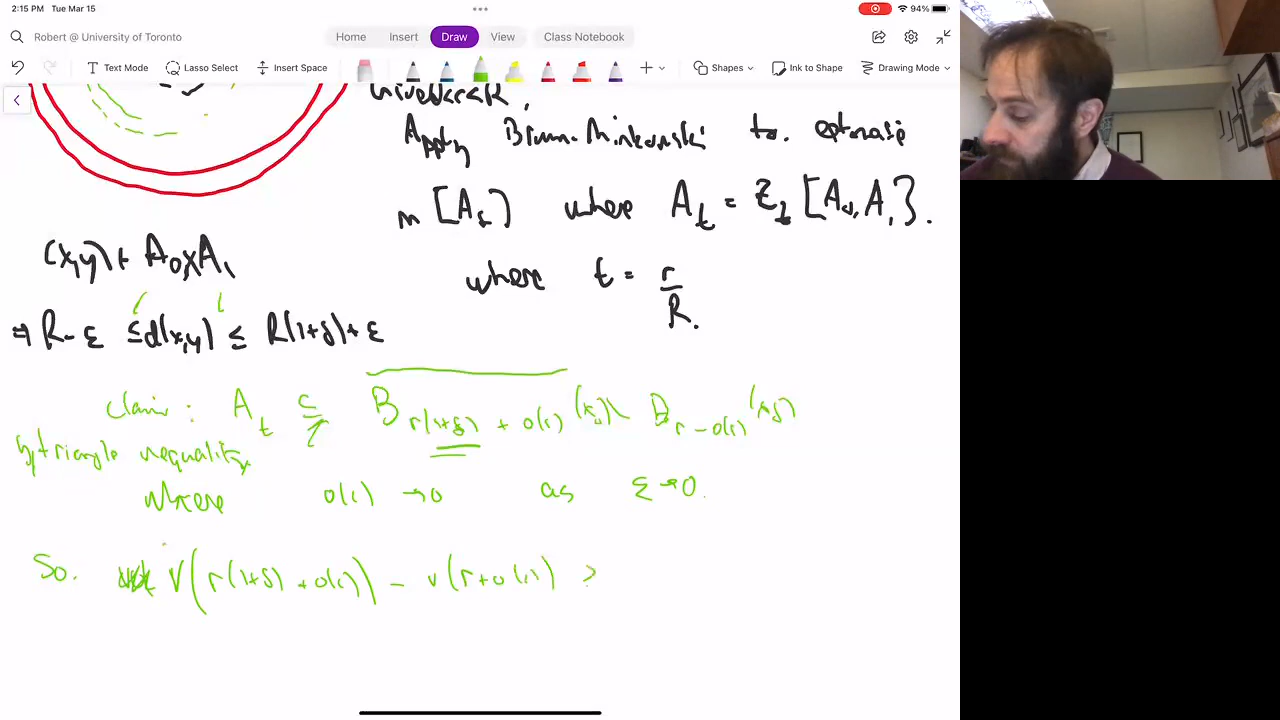 2:15 PM Tue Mar 15
94%
Robert @ University of Toronto
Home Insert Draw View Class Notebook
Text Mode Lasso Select Insert Space Shapes Ink to Shape Drawing Mode
Apply Brunn-Minkowski to
m [A_t] where A_t = Z_t [A_0, A_1}.
(x,y) ∈ A_0 x A_1
where t = r/R.
⇒ R - ε ≤ d(x,y) ≤ R(1+δ) + ε
Claim: A_t ⊆ B_{r(1+δ) + o(1)} (x_0) \ B_{r - o(1)} (x_0)
by triangle inequality
where o(1) → 0 as ε → 0.
So. V(r(1+δ) + o(1)) - v(r + o(1)) ≥